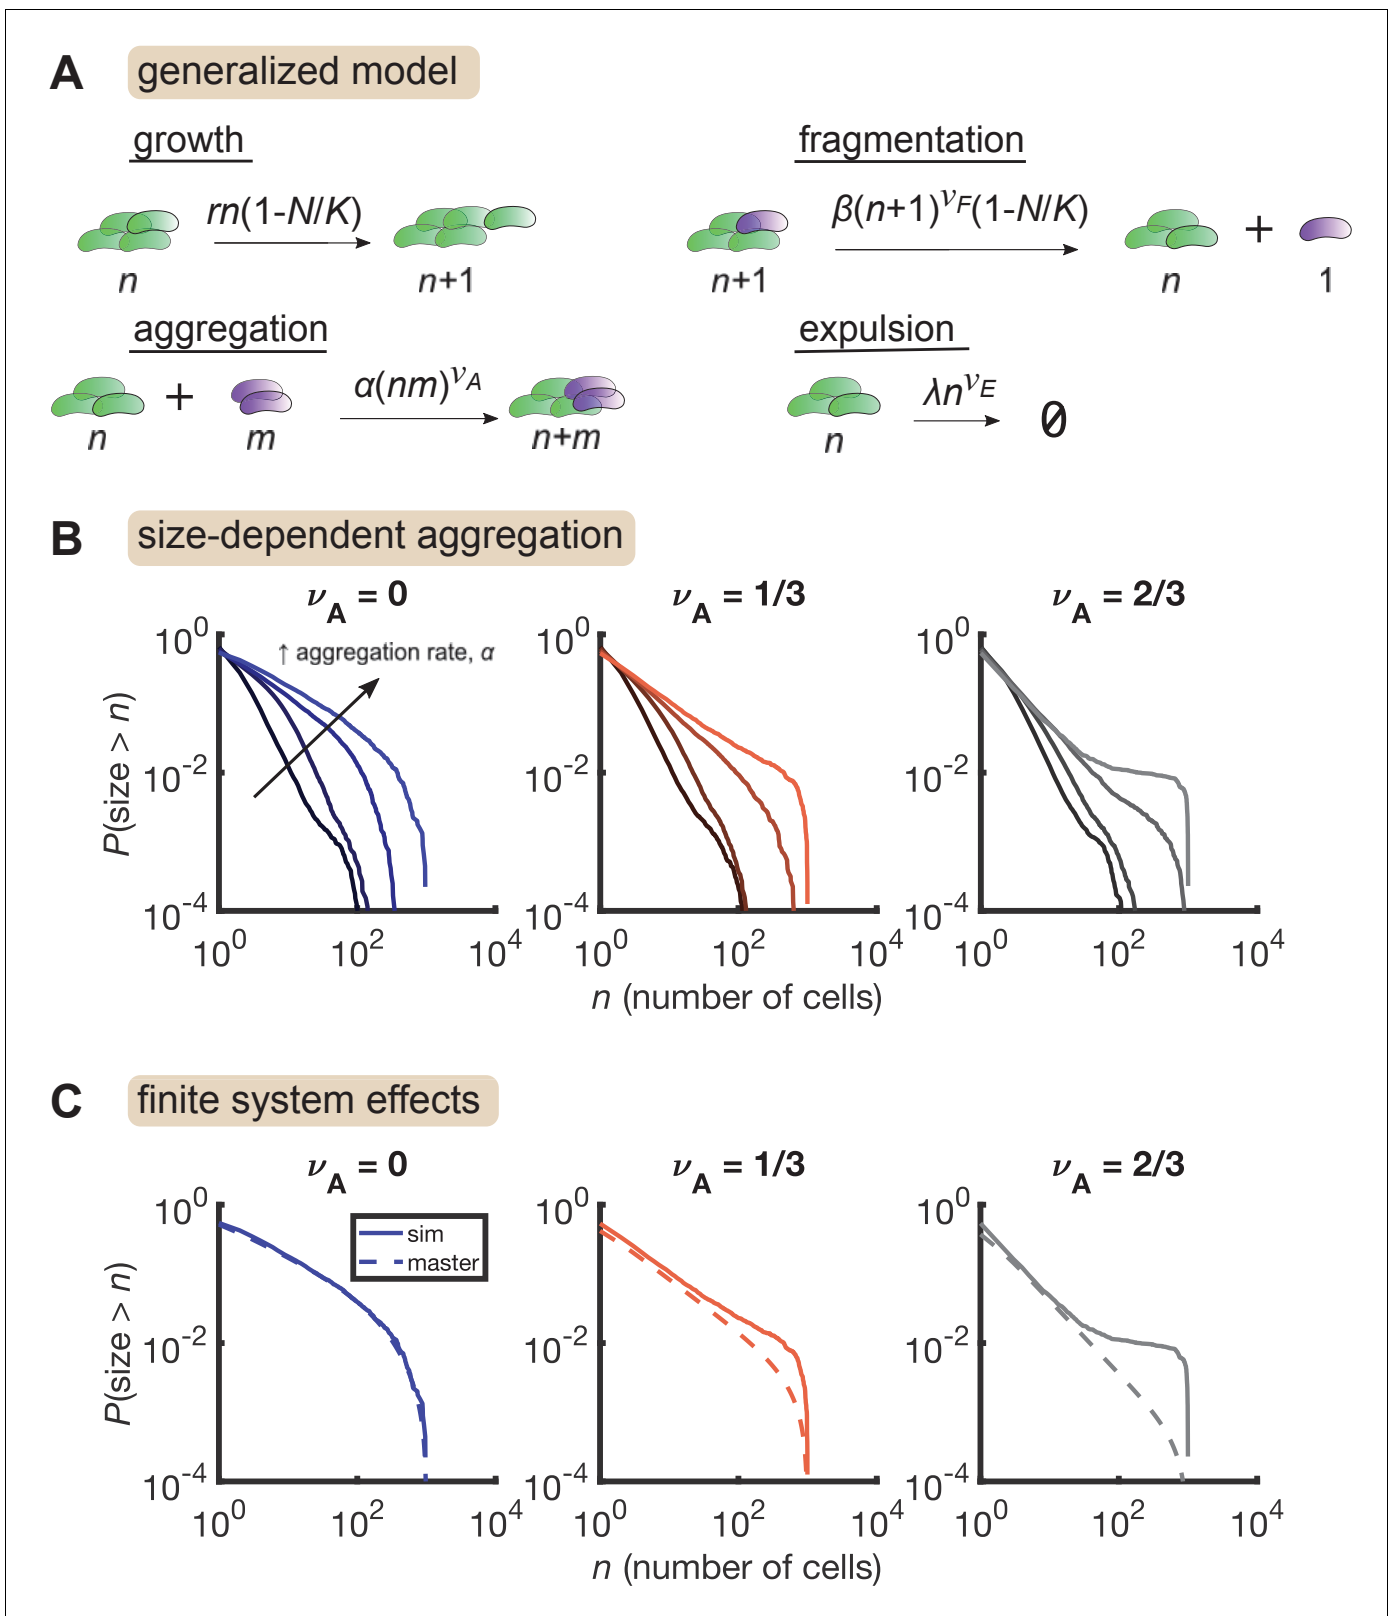 A generalized model
growth
fragmentation
rn(1-N/K)
β(n+1)^νF(1-N/K)
n
n+1
n+1
n
+
1
aggregation
expulsion
+
α(nm)^νA
λn^νE
∅
n
m
n+m
n
B size-dependent aggregation
νA = 0
νA = 1/3
νA = 2/3
↑ aggregation rate, α
P(size > n)
10^0
10^-2
10^-4
10^0
10^2
10^4
10^0
10^-2
10^-4
10^0
10^2
10^4
10^0
10^-2
10^-4
10^0
10^2
10^4
n (number of cells)
C finite system effects
νA = 0
νA = 1/3
νA = 2/3
sim
master
P(size > n)
10^0
10^-2
10^-4
10^0
10^2
10^4
10^0
10^-2
10^-4
10^0
10^2
10^4
10^0
10^-2
10^-4
10^0
10^2
10^4
n (number of cells)